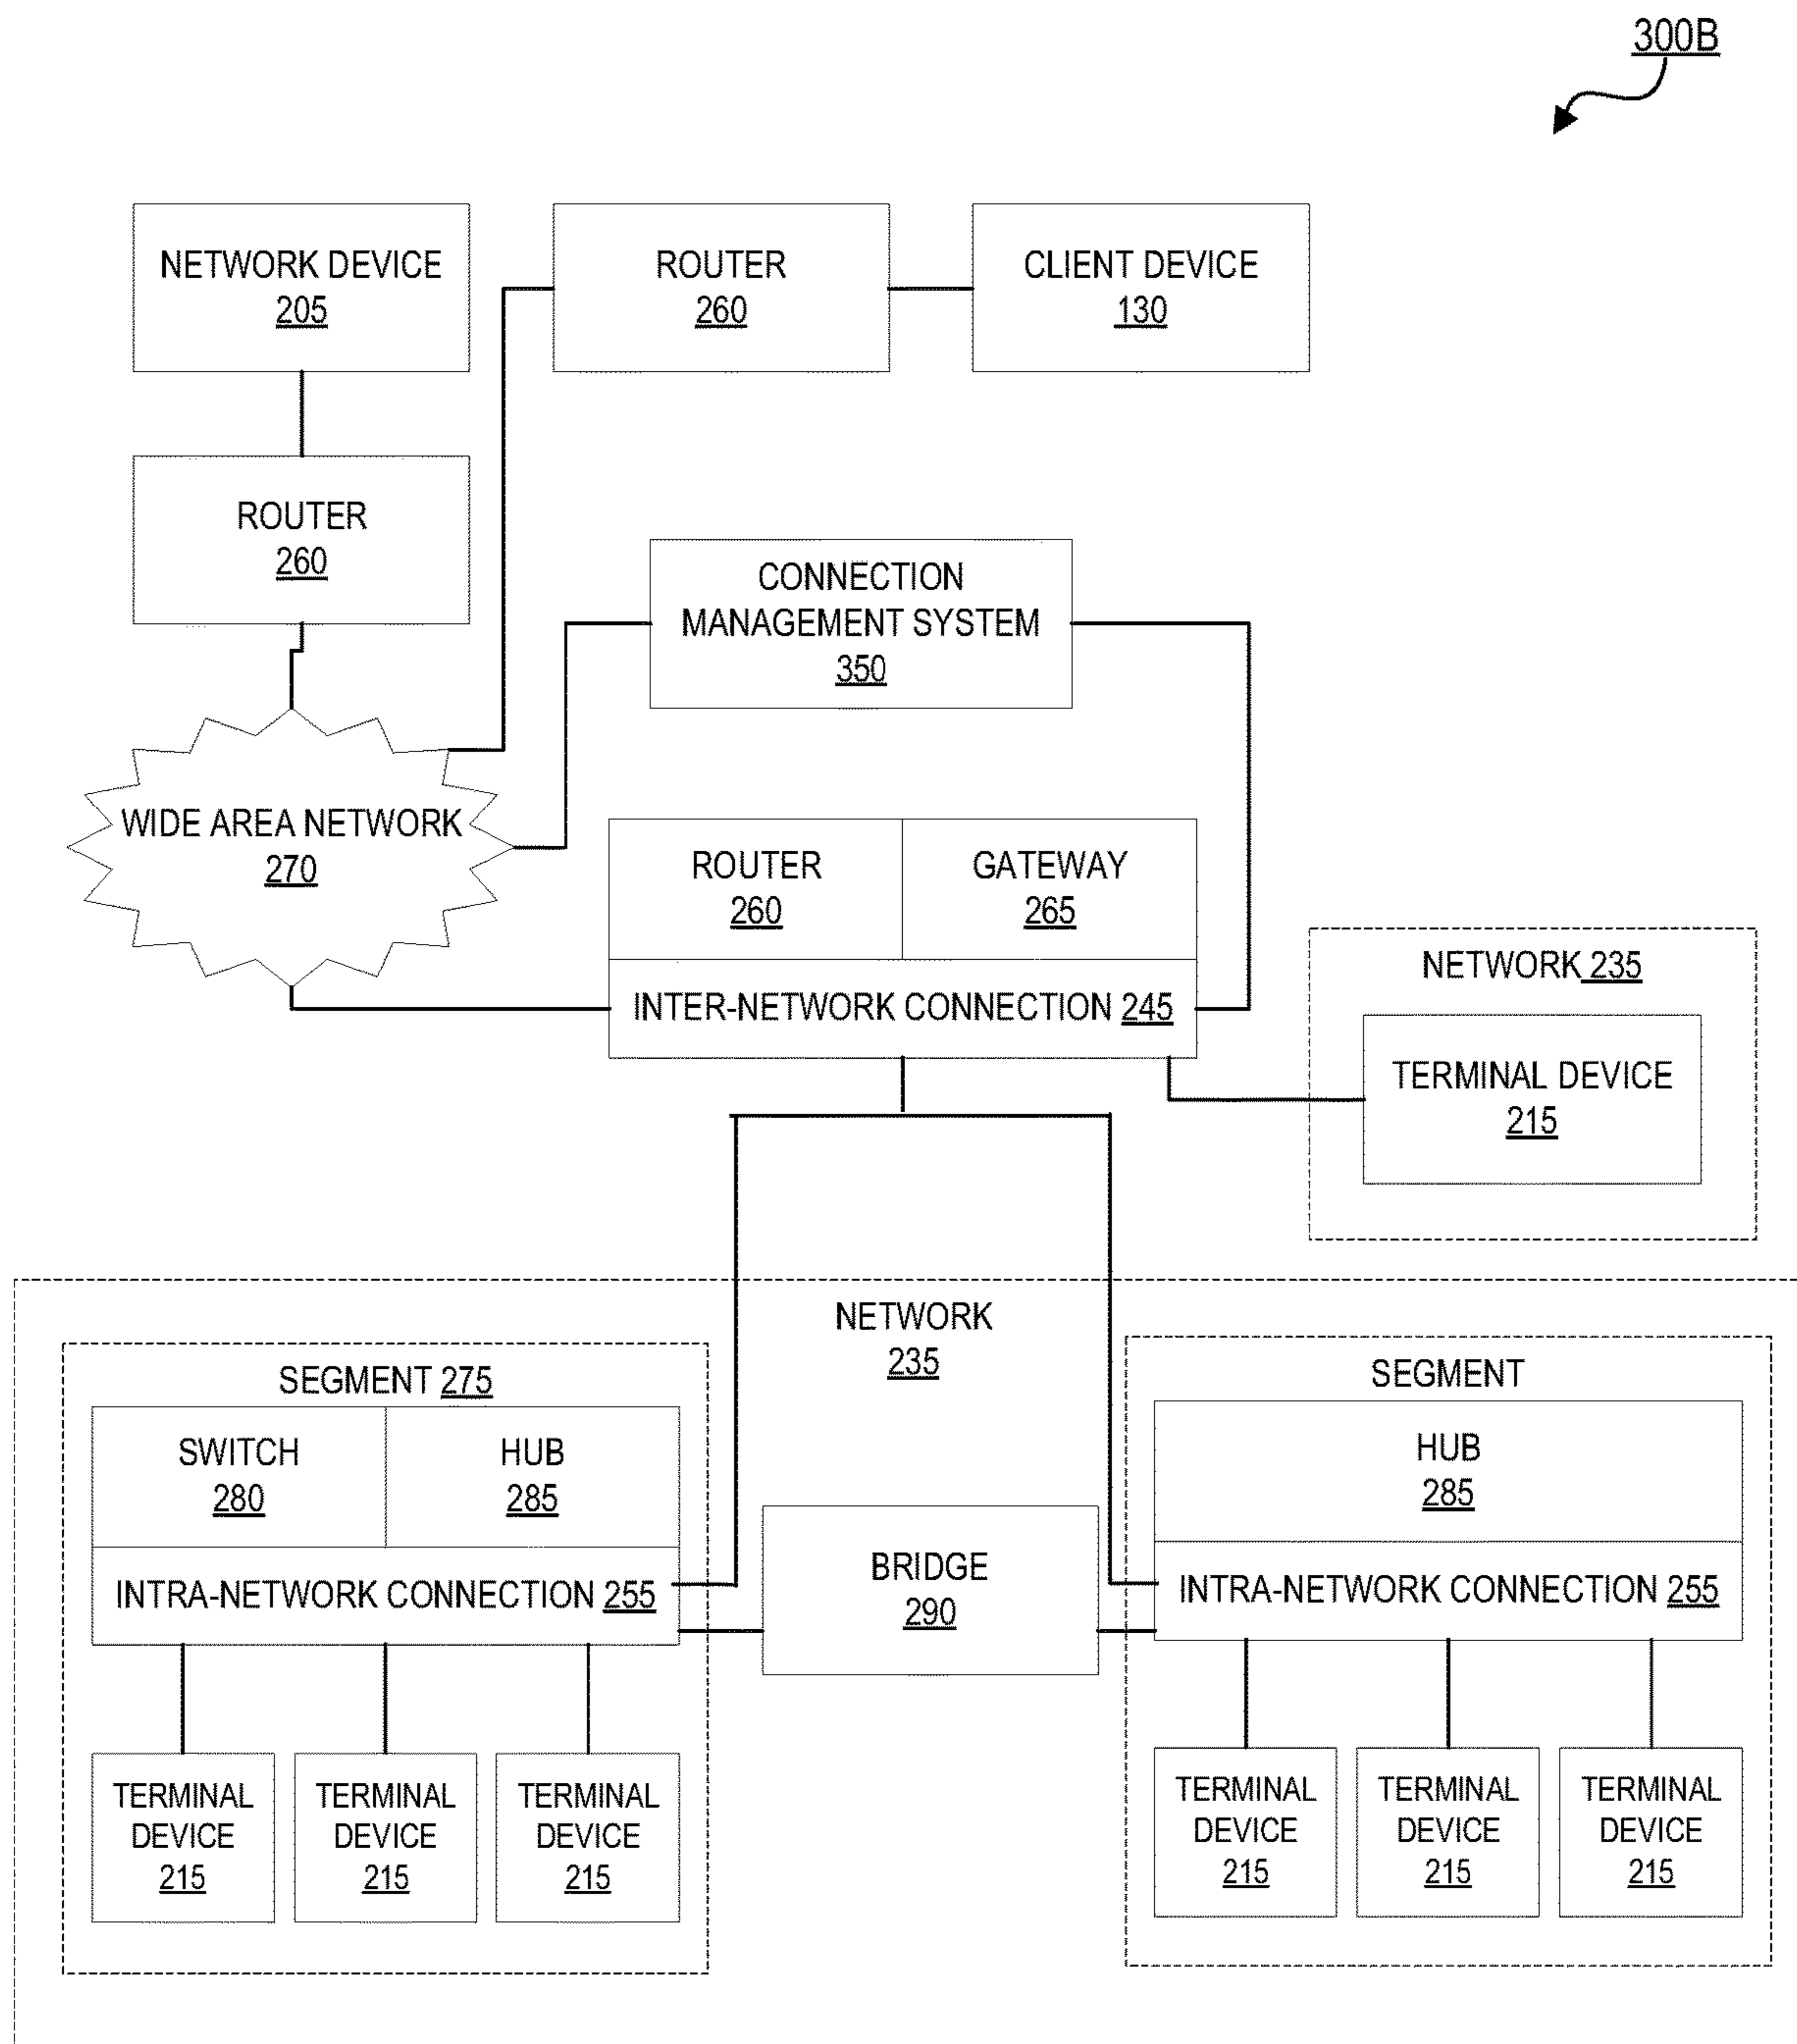 300B
NETWORK DEVICE
205
ROUTER
260
CLIENT DEVICE
130
ROUTER
260
CONNECTION
MANAGEMENT SYSTEM
350
WIDE AREA NETWORK
270
ROUTER
260
GATEWAY
265
INTER-NETWORK CONNECTION 245
NETWORK 235
TERMINAL DEVICE
215
NETWORK
235
SEGMENT 275
SWITCH
280
HUB
285
INTRA-NETWORK CONNECTION 255
TERMINAL
DEVICE
215
TERMINAL
DEVICE
215
TERMINAL
DEVICE
215
BRIDGE
290
SEGMENT
HUB
285
INTRA-NETWORK CONNECTION 255
TERMINAL
DEVICE
215
TERMINAL
DEVICE
215
TERMINAL
DEVICE
215